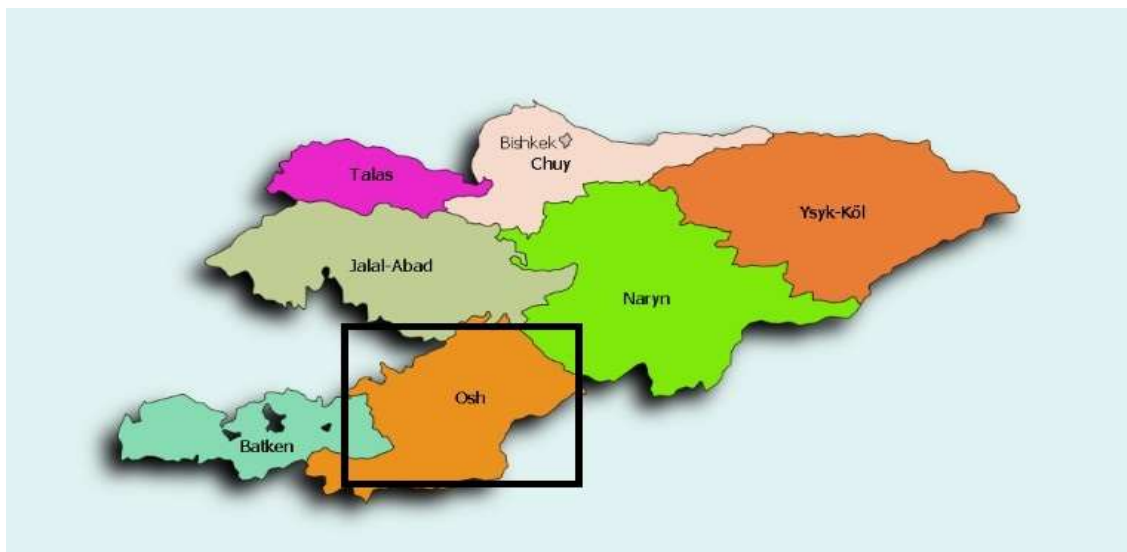 Bishkek
Chuy
Talas
Ysyk-Köl
Jalal-Abad
Naryn
Osh
Batken